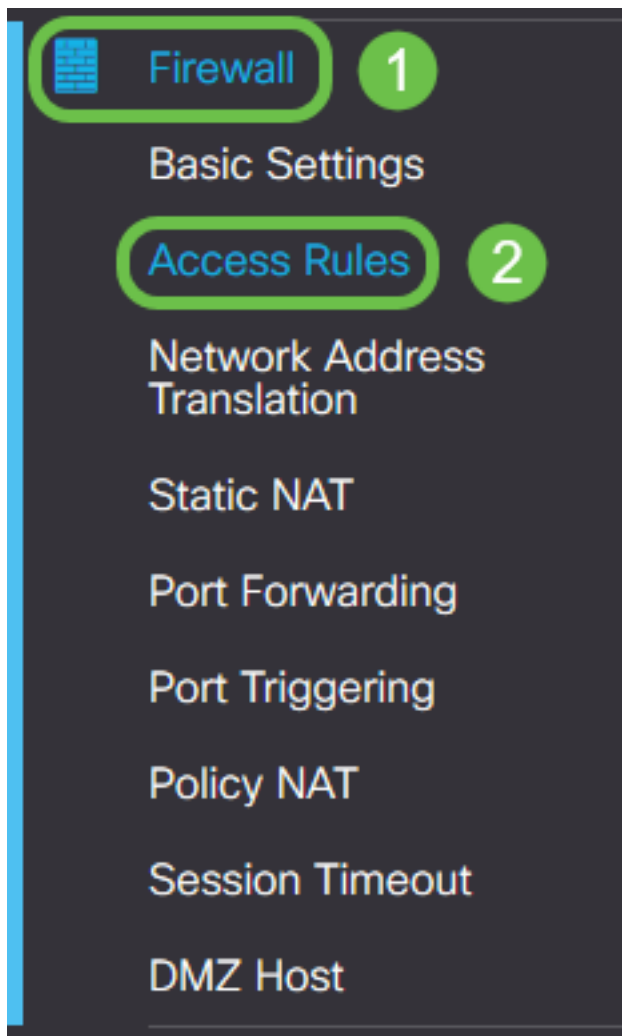 Firewall 1
Basic Settings
Access Rules 2
Network Address
Translation
Static NAT
Port Forwarding
Port Triggering
Policy NAT
Session Timeout
DMZ Host